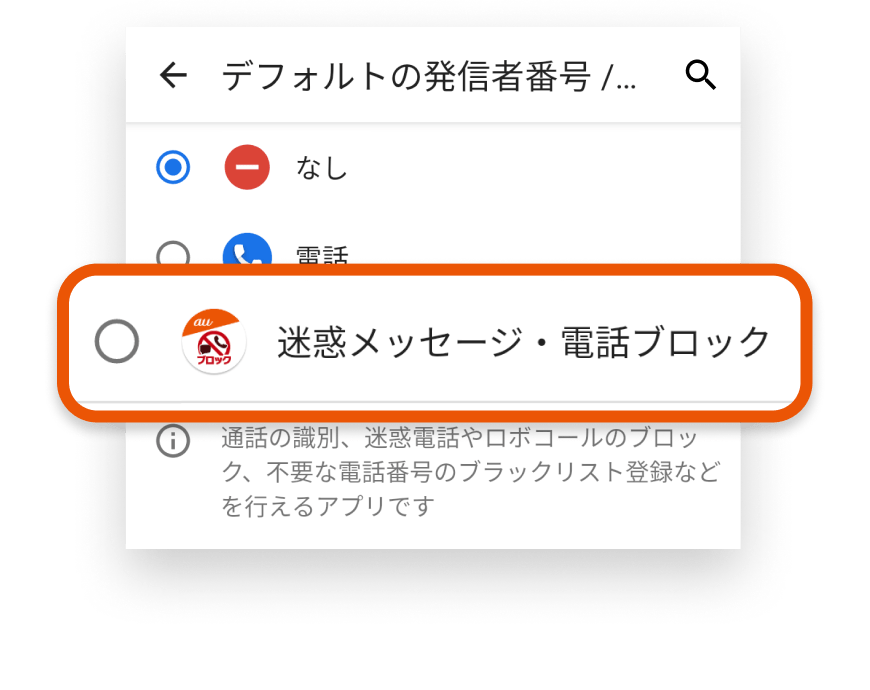 デフォルトの発信者番号 /...
なし
電話
au
ブロック
迷惑メッセージ・電話ブロック
通話の識別、迷惑電話やロボコールのブロッ
ク、不要な電話番号のブラックリスト登録など
を行えるアプリです